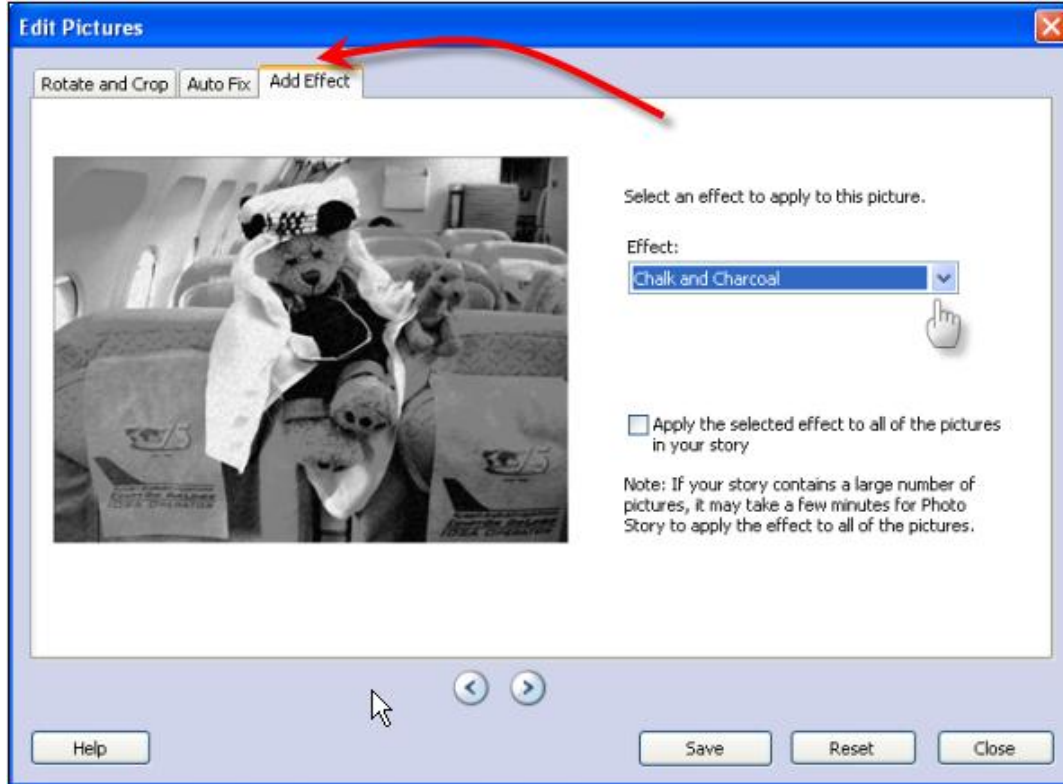 Edit Pictures
Rotate and Crop
Auto Fix
Add Effect
Select an effect to apply to this picture.
Effect:
Chalk and Charcoal
Apply the selected effect to all of the pictures
in your story
Note: If your story contains a large number of
pictures, it may take a few minutes for Photo
Story to apply the effect to all of the pictures.
Help
Save
Reset
Close